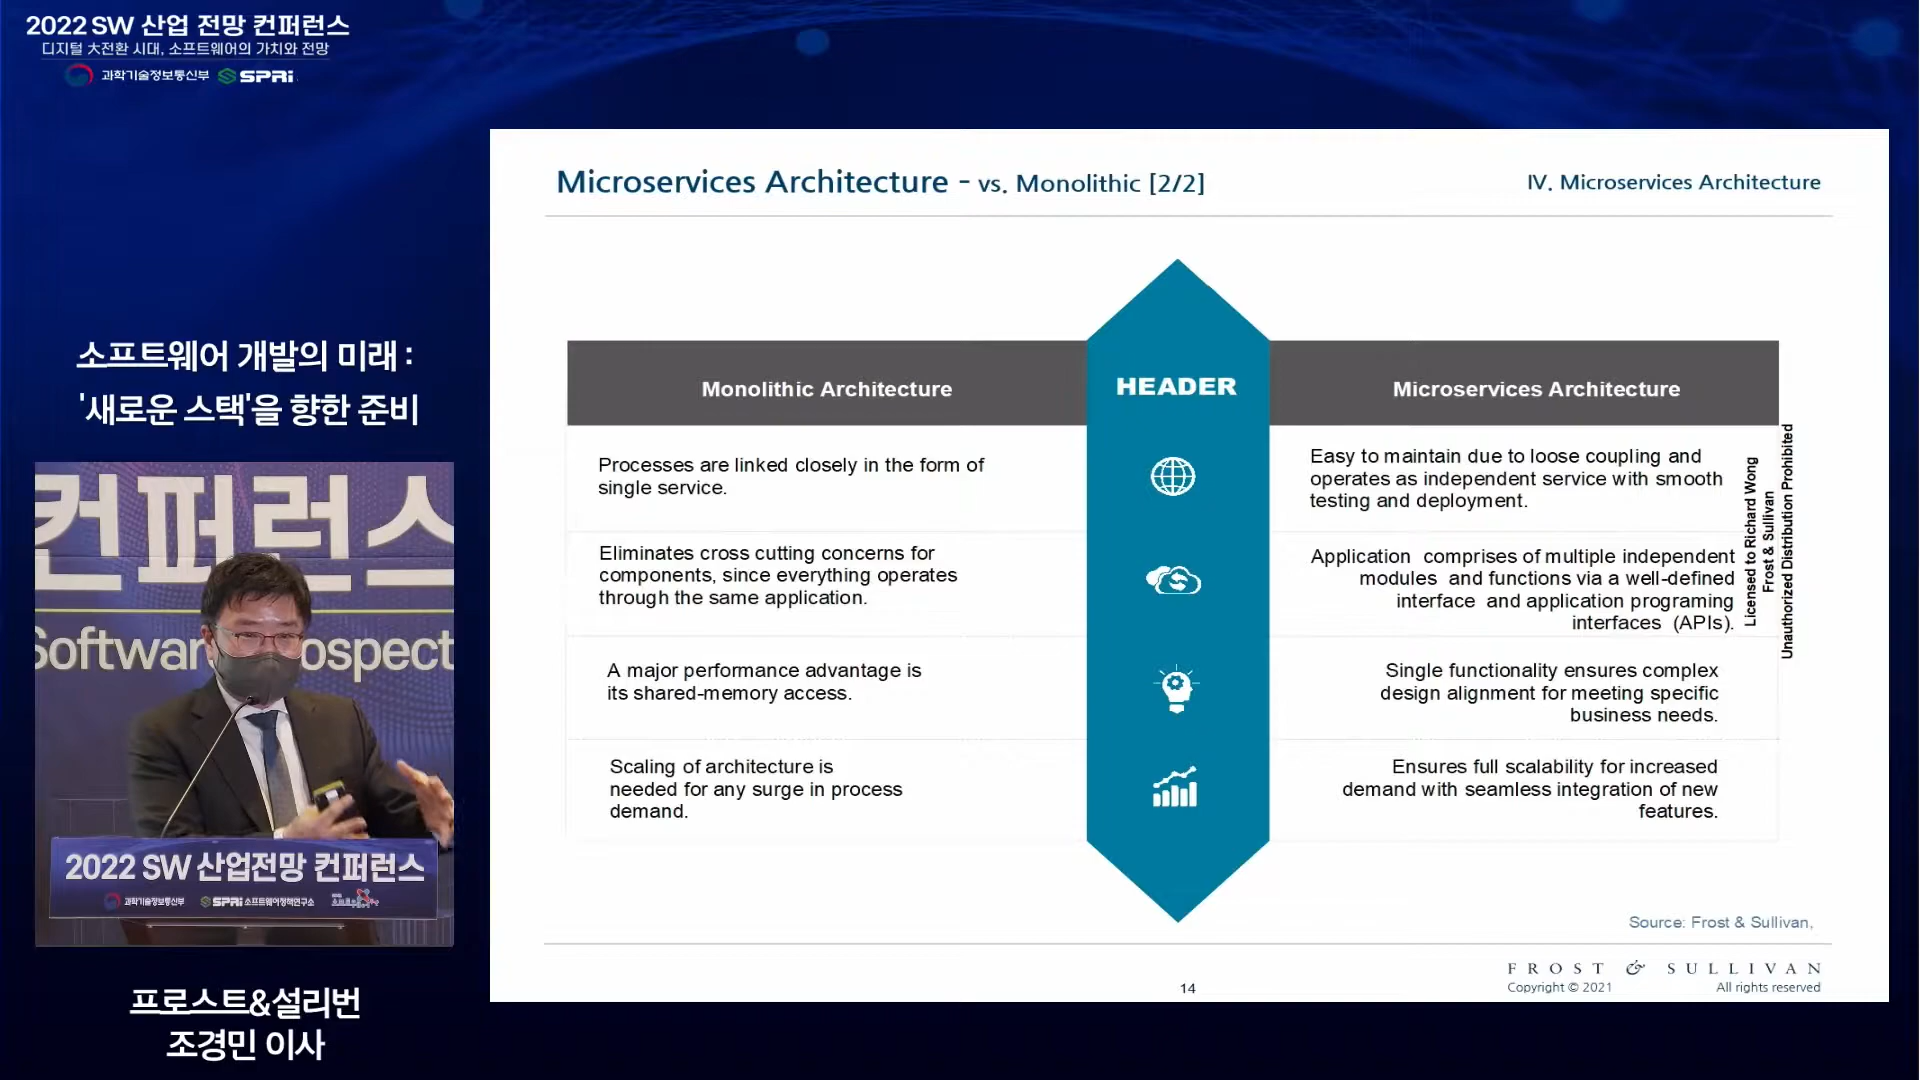 2022 SW 산업 전망 컨퍼런스
디지털 大전환 시대, 소프트웨어의 가치와 전망
과학기술정보통신부 SPRi
소프트웨어 개발의 미래 :
'새로운 스택'을 향한 준비
컨퍼런스
Software Prospect
2022 SW 산업전망 컨퍼런스
과학기술정보통신부 SPRi 소프트웨어정책연구소
프로스트&설리번
조경민 이사
Microservices Architecture - vs. Monolithic [2/2]
IV. Microservices Architecture
Monolithic Architecture
HEADER
Microservices Architecture
Processes are linked closely in the form of
single service.
Easy to maintain due to loose coupling and
operates as independent service with smooth
testing and deployment.
Eliminates cross cutting concerns for
components, since everything operates
through the same application.
Application comprises of multiple independent
modules and functions via a well-defined
interface and application programing
interfaces (APIs).
A major performance advantage is
its shared-memory access.
Single functionality ensures complex
design alignment for meeting specific
business needs.
Scaling of architecture is
needed for any surge in process
demand.
Ensures full scalability for increased
demand with seamless integration of new
features.
Licensed to Richard Wong
Frost & Sullivan
Unauthorized Distribution Prohibited
Source: Frost & Sullivan,
FROST & SULLIVAN
Copyright © 2021
All rights reserved
14